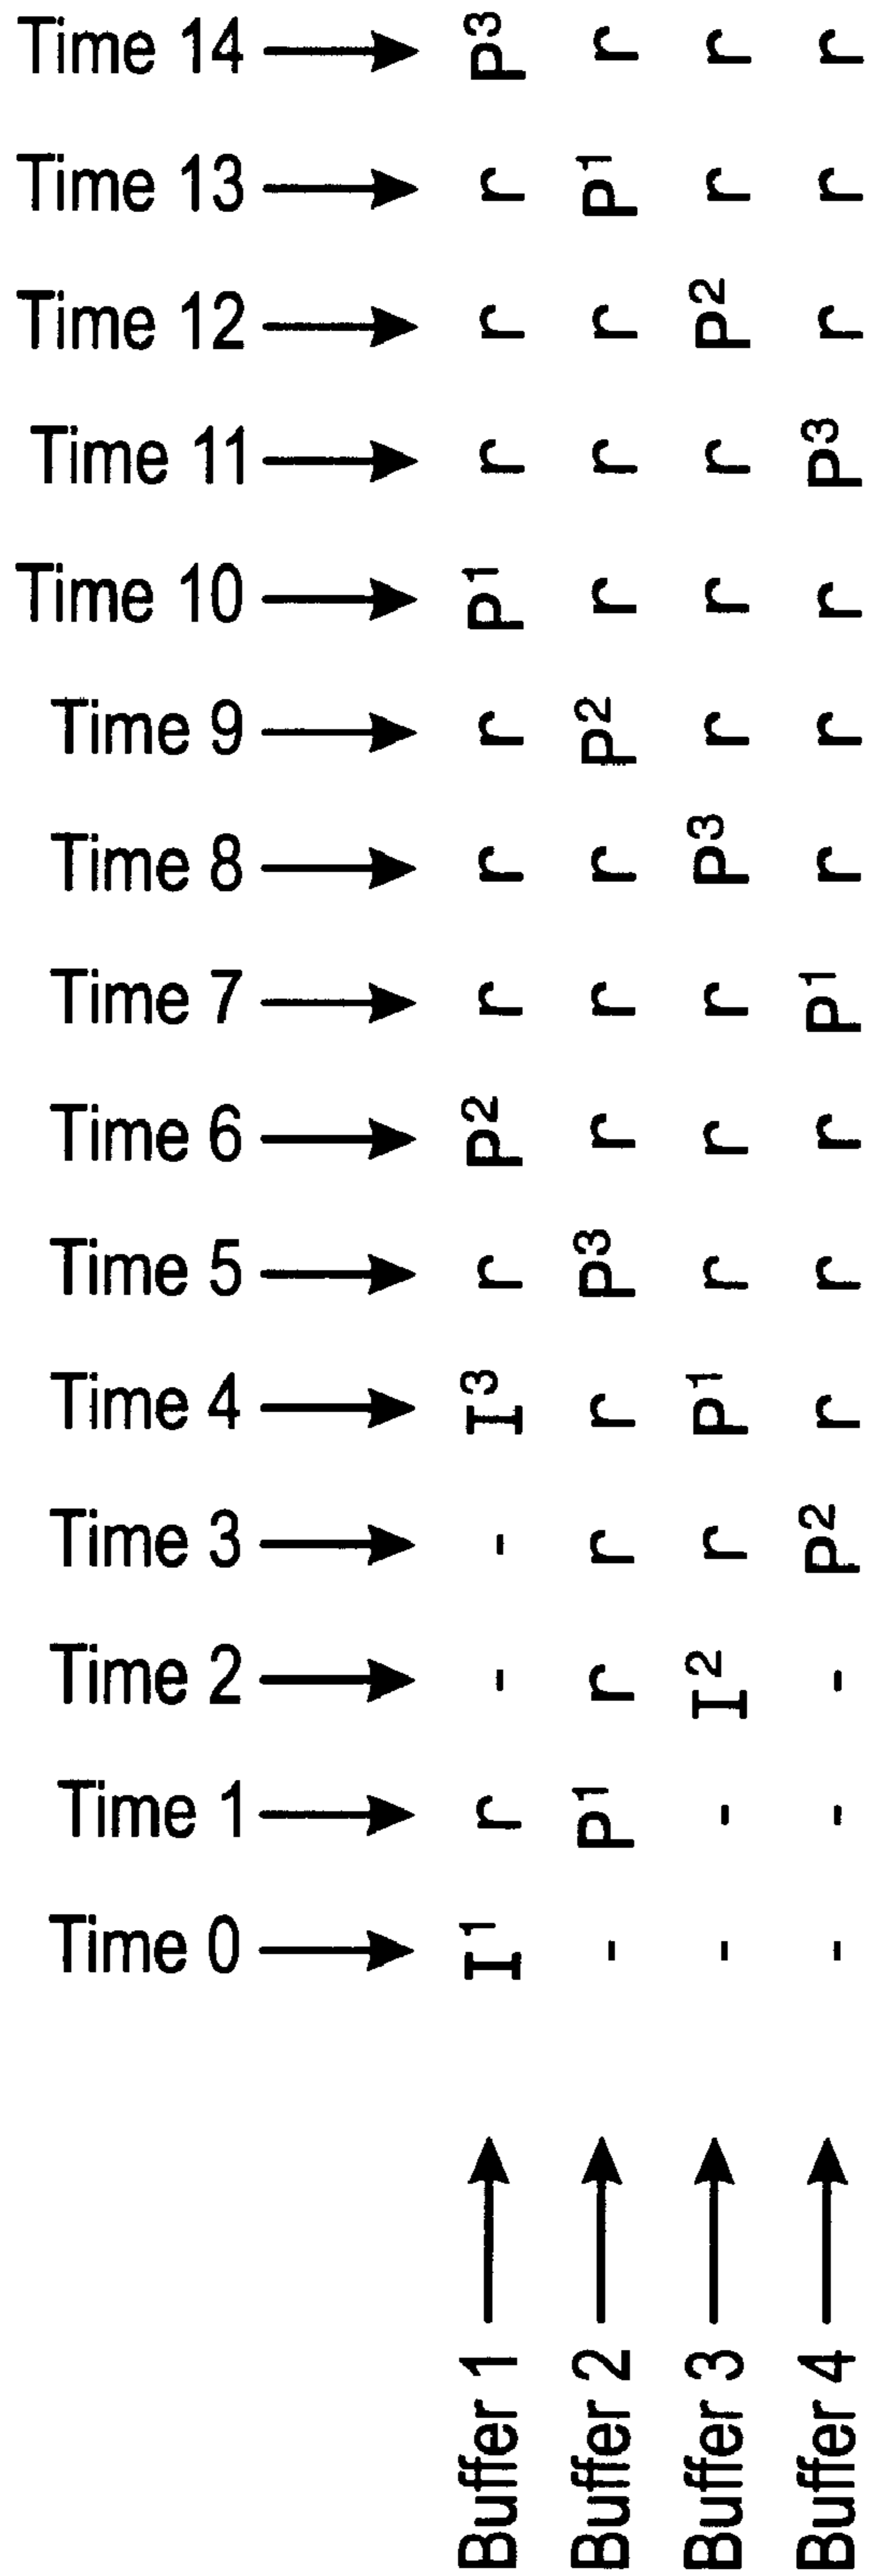 Time 14 P³ r r r
Time 13 r P¹ r r
Time 12 r r P² r
Time 11 r r r P³
Time 10 P¹ r r r
Time 9 r P² r r
Time 8 r r P³ r
Time 7 r r r P¹
Time 6 P² r r r
Time 5 r P³ r r
Time 4 I³ r P¹ r
Time 3 - r r P²
Time 2 - r I² -
Time 1 r P¹ - -
Time 0 I¹ - - -
Buffer 1
Buffer 2
Buffer 3
Buffer 4